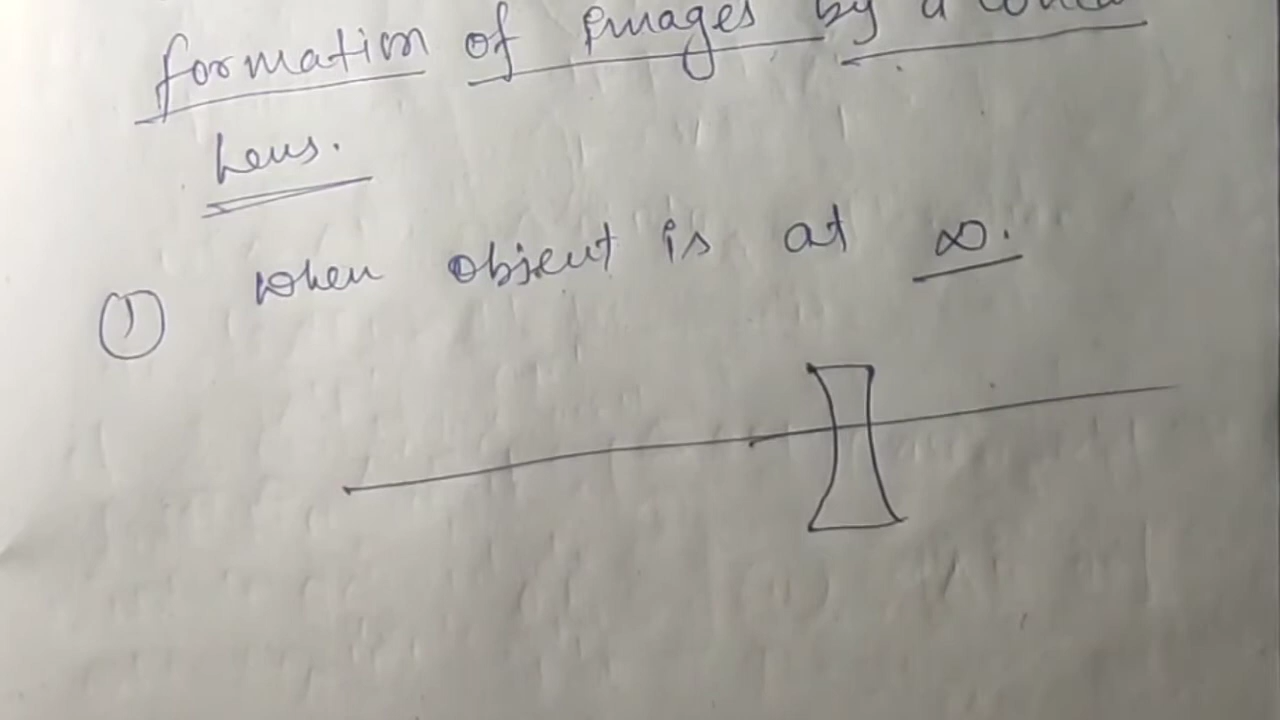 formation of images by a
Lens.
① when object is at ∞.